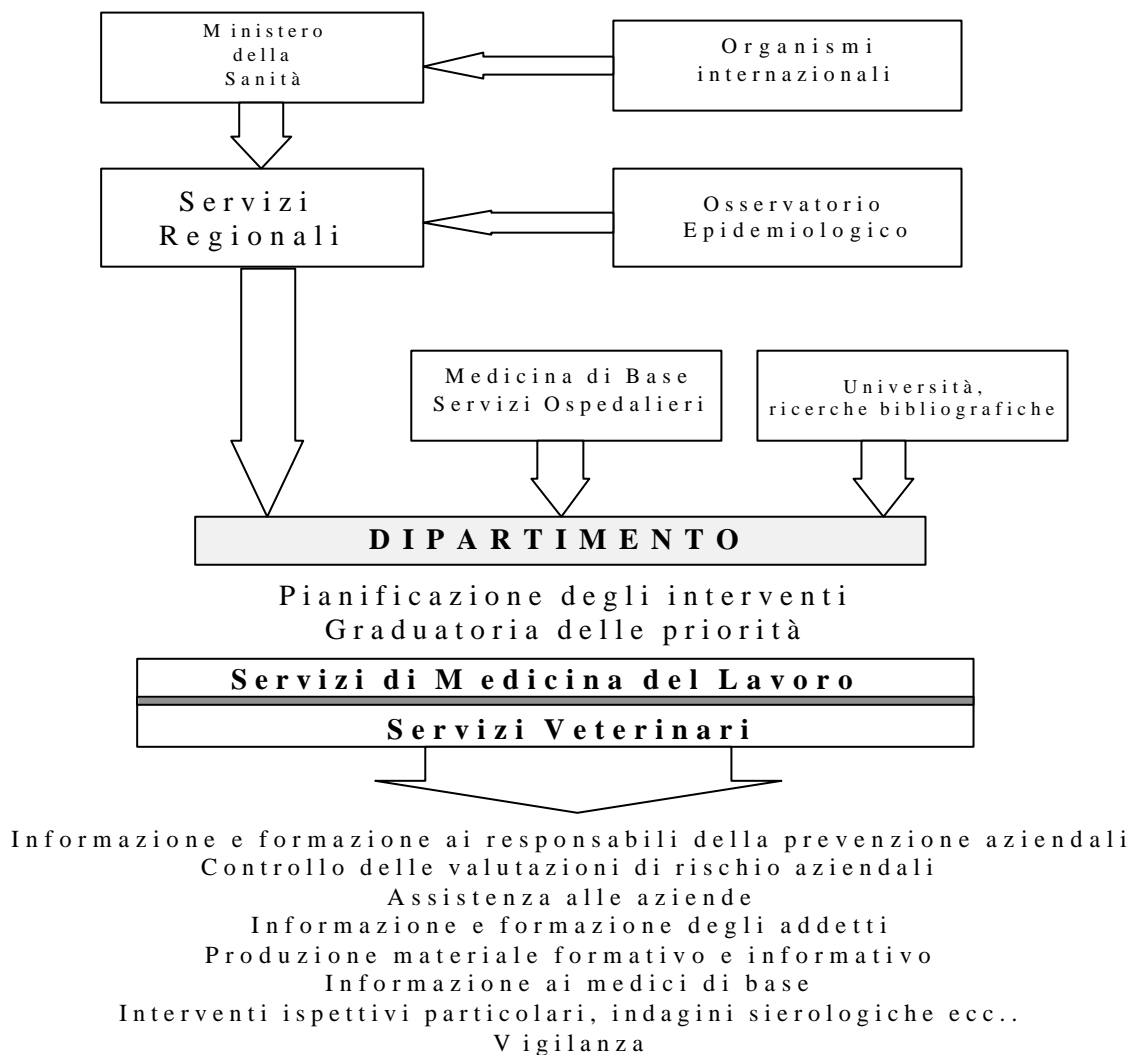 Ministero
della
Sanità
Organismi
internazionali
Servizi
Regionali
Osservatorio
Epidemiologico
Medicina di Base
Servizi Ospedalieri
Università,
ricerche bibliografiche
DIPARTIMENTO
Pianificazione degli interventi
Graduatoria delle priorità
Servizi di Medicina del Lavoro
Servizi Veterinari
Informazione e formazione ai responsabili della prevenzione aziendali
Controllo delle valutazioni di rischio aziendali
Assistenza alle aziende
Informazione e formazione degli addetti
Produzione materiale formativo e informativo
Informazione ai medici di base
Interventi ispettivi particolari, indagini sierologiche ecc..
Vigilanza